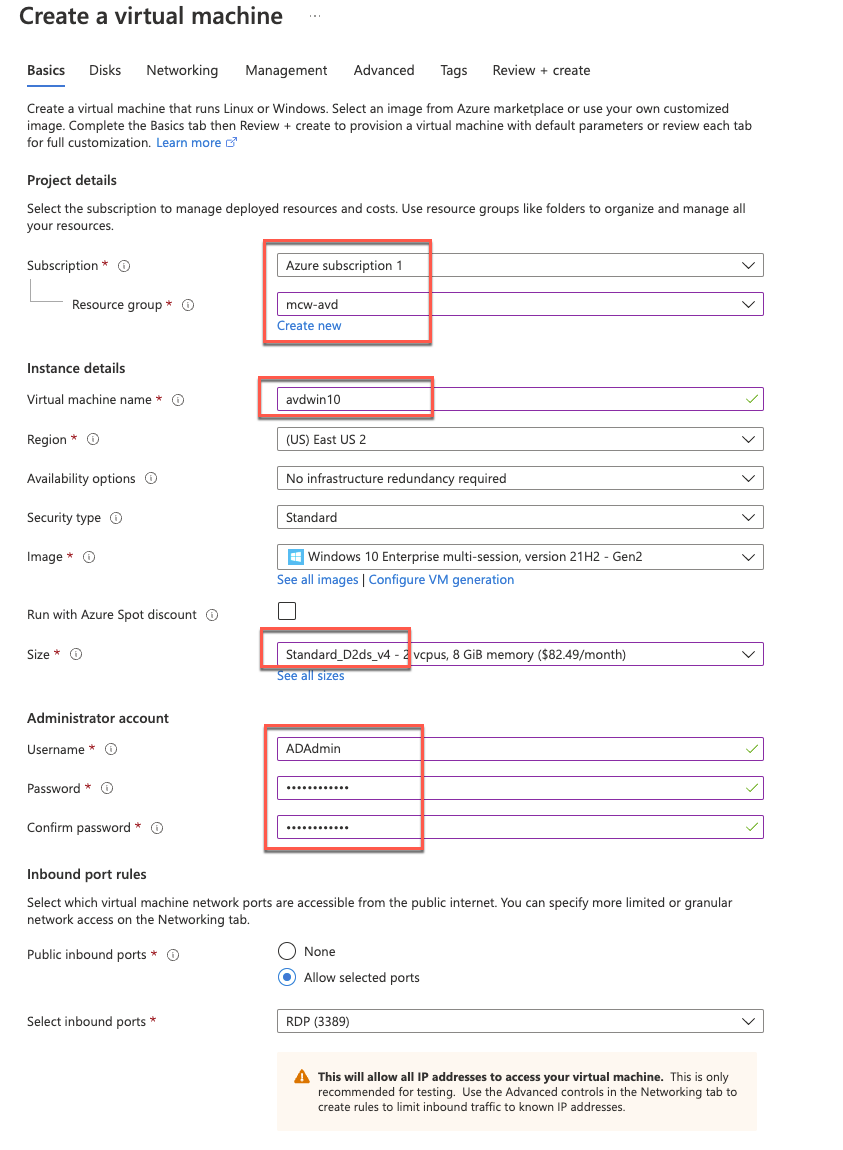 Create a virtual machine ...
Basics Disks Networking Management Advanced Tags Review + create
Create a virtual machine that runs Linux or Windows. Select an image from Azure marketplace or use your own customized
image. Complete the Basics tab then Review + create to provision a virtual machine with default parameters or review each tab
for full customization. Learn more
Project details
Select the subscription to manage deployed resources and costs. Use resource groups like folders to organize and manage all
your resources.
Subscription * Azure subscription 1
Resource group * mcw-avd
Create new
Instance details
Virtual machine name * avdwin10
Region * (US) East US 2
Availability options No infrastructure redundancy required
Security type Standard
Image * Windows 10 Enterprise multi-session, version 21H2 - Gen2
See all images | Configure VM generation
Run with Azure Spot discount
Size * Standard_D2ds_v4 - 2 vcpus, 8 GiB memory ($82.49/month)
See all sizes
Administrator account
Username * ADAdmin
Password * ••••••••••••
Confirm password * ••••••••••••
Inbound port rules
Select which virtual machine network ports are accessible from the public internet. You can specify more limited or granular
network access on the Networking tab.
Public inbound ports * None
Allow selected ports
Select inbound ports * RDP (3389)
This will allow all IP addresses to access your virtual machine. This is only
recommended for testing. Use the Advanced controls in the Networking tab to
create rules to limit inbound traffic to known IP addresses.